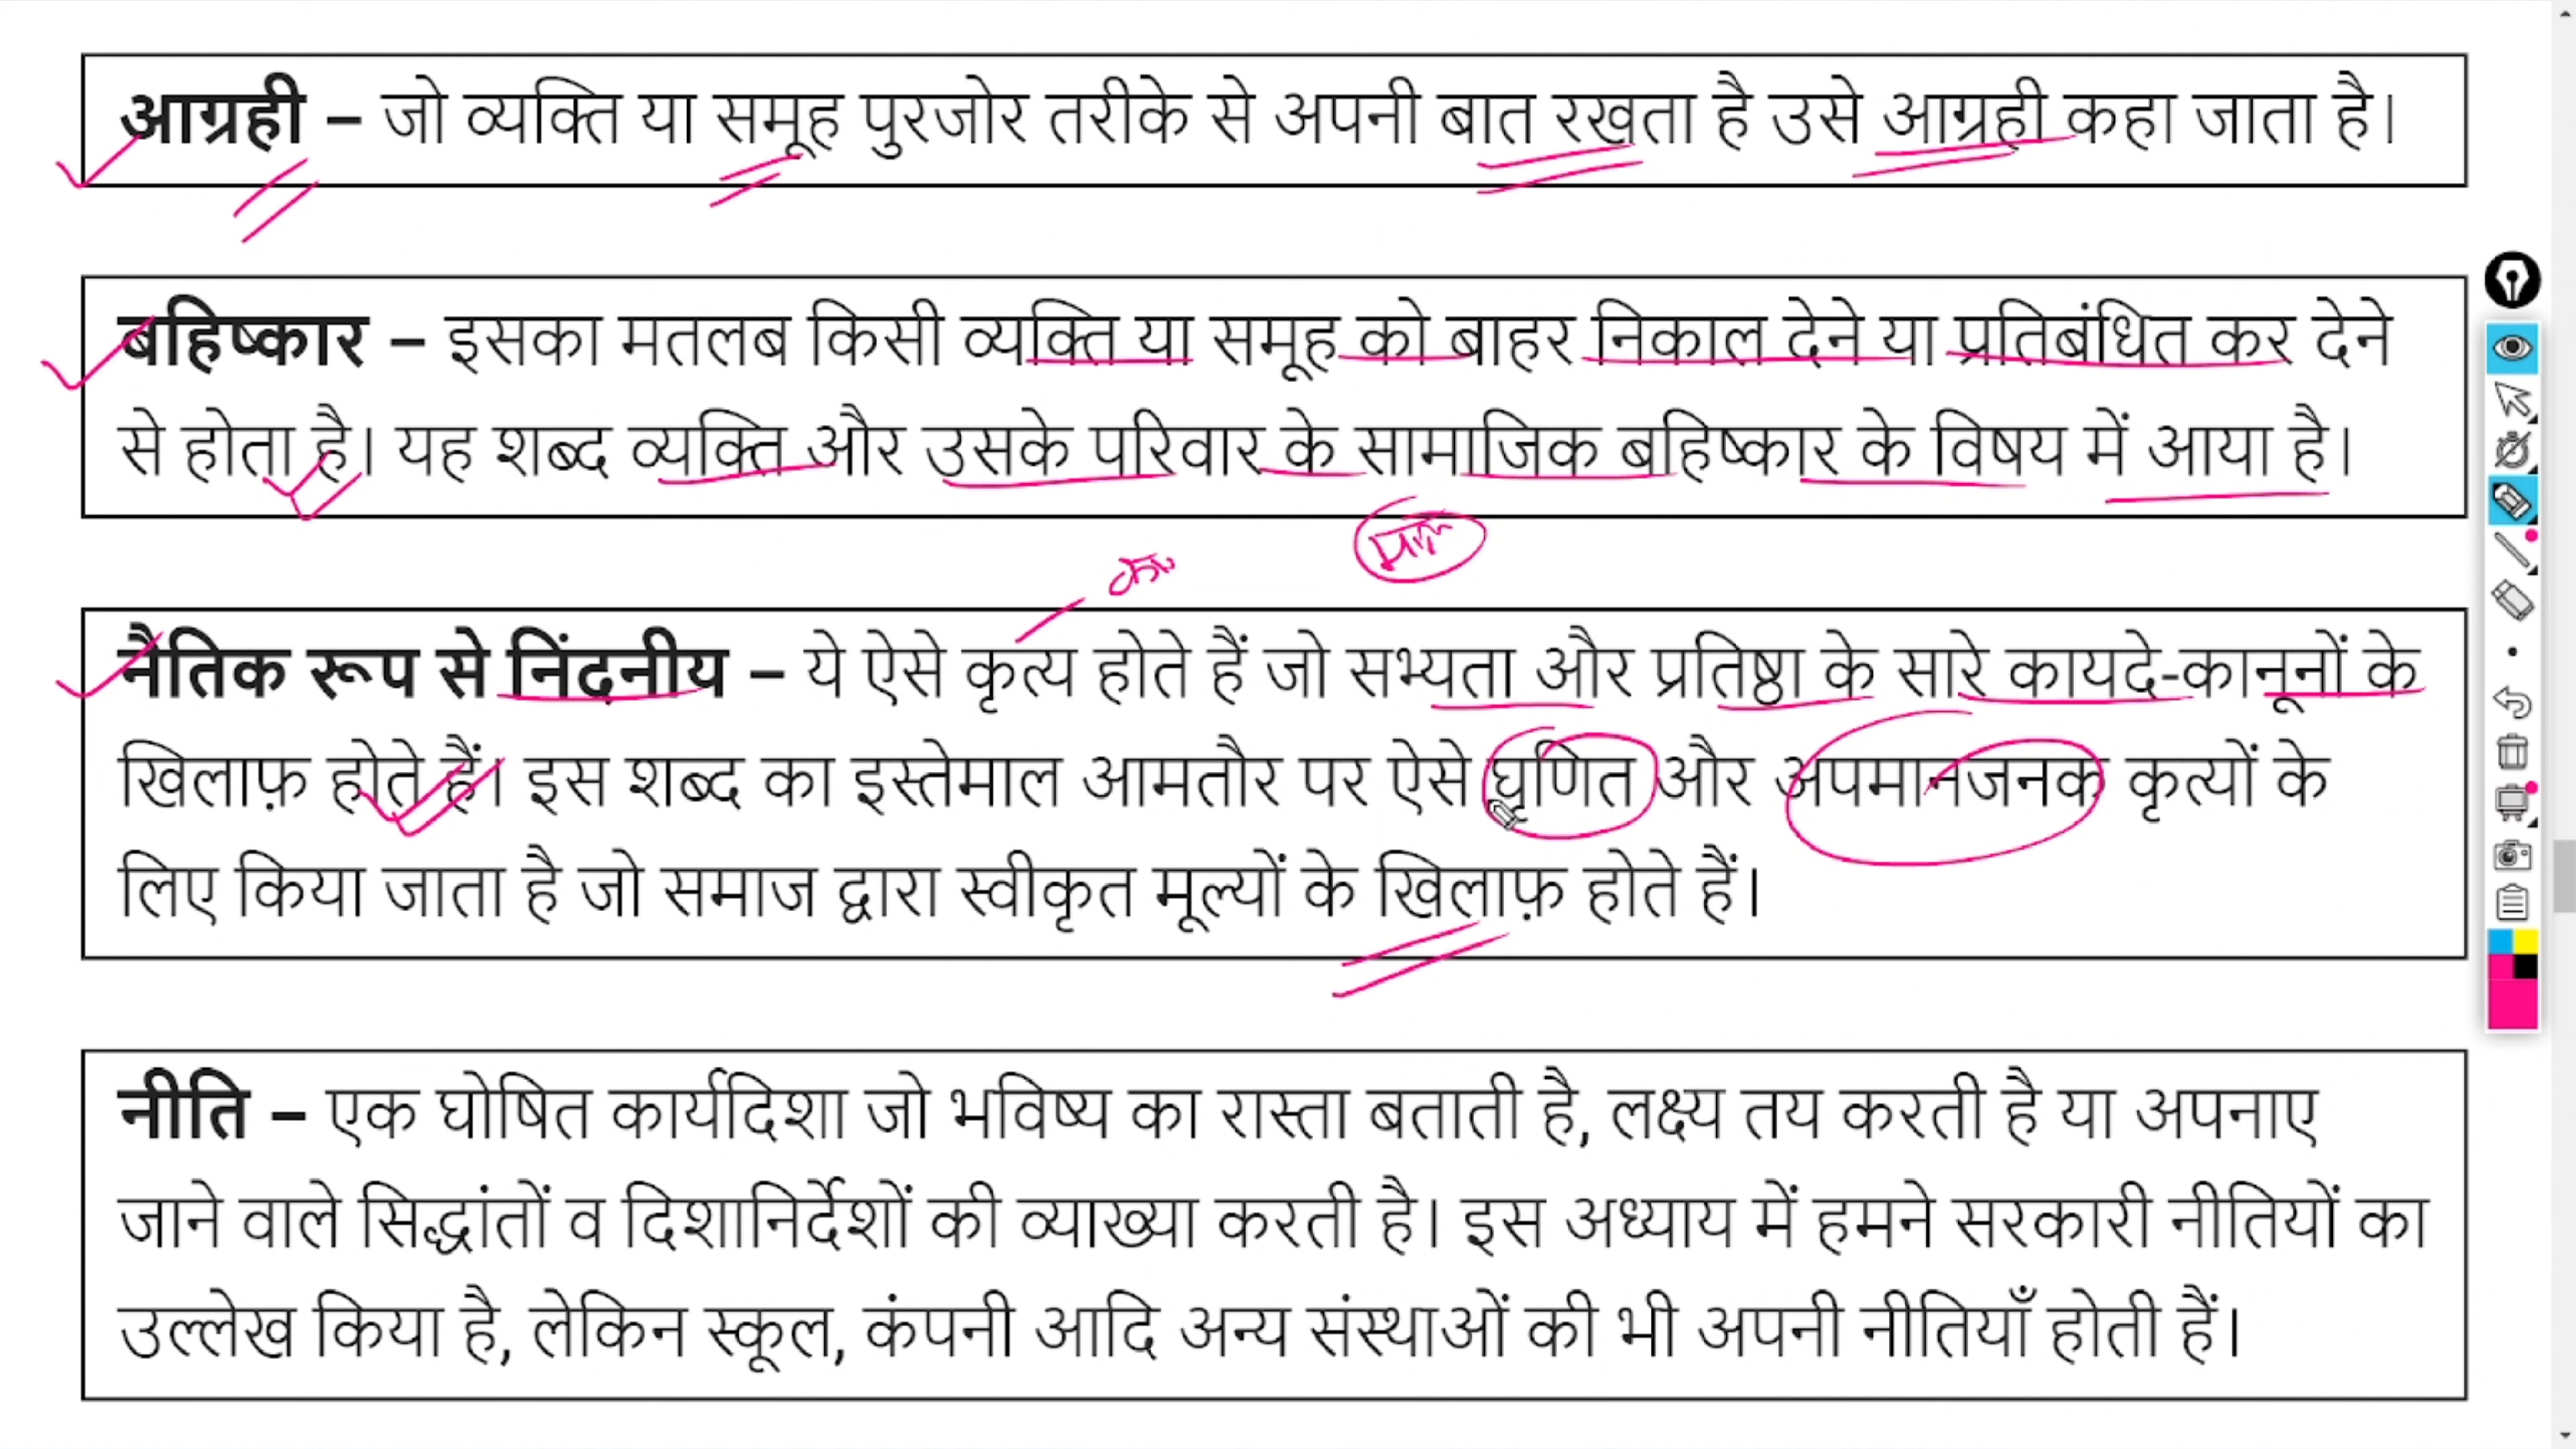 आग्रही – जो व्यक्ति या समूह पुरजोर तरीके से अपनी बात रखता है उसे आग्रही कहा जाता है।
बहिष्कार – इसका मतलब किसी व्यक्ति या समूह को बाहर निकाल देने या प्रतिबंधित कर देने
से होता है। यह शब्द व्यक्ति और उसके परिवार के सामाजिक बहिष्कार के विषय में आया है।
नैतिक रूप से निंदनीय – ये ऐसे कृत्य होते हैं जो सभ्यता और प्रतिष्ठा के सारे कायदे-कानूनों के
खिलाफ़ होते हैं। इस शब्द का इस्तेमाल आमतौर पर ऐसे घृणित और अपमानजनक कृत्यों के
लिए किया जाता है जो समाज द्वारा स्वीकृत मूल्यों के खिलाफ़ होते हैं।
नीति – एक घोषित कार्यदिशा जो भविष्य का रास्ता बताती है, लक्ष्य तय करती है या अपनाए
जाने वाले सिद्धांतों व दिशानिर्देशों की व्याख्या करती है। इस अध्याय में हमने सरकारी नीतियों का
उल्लेख किया है, लेकिन स्कूल, कंपनी आदि अन्य संस्थाओं की भी अपनी नीतियाँ होती हैं।